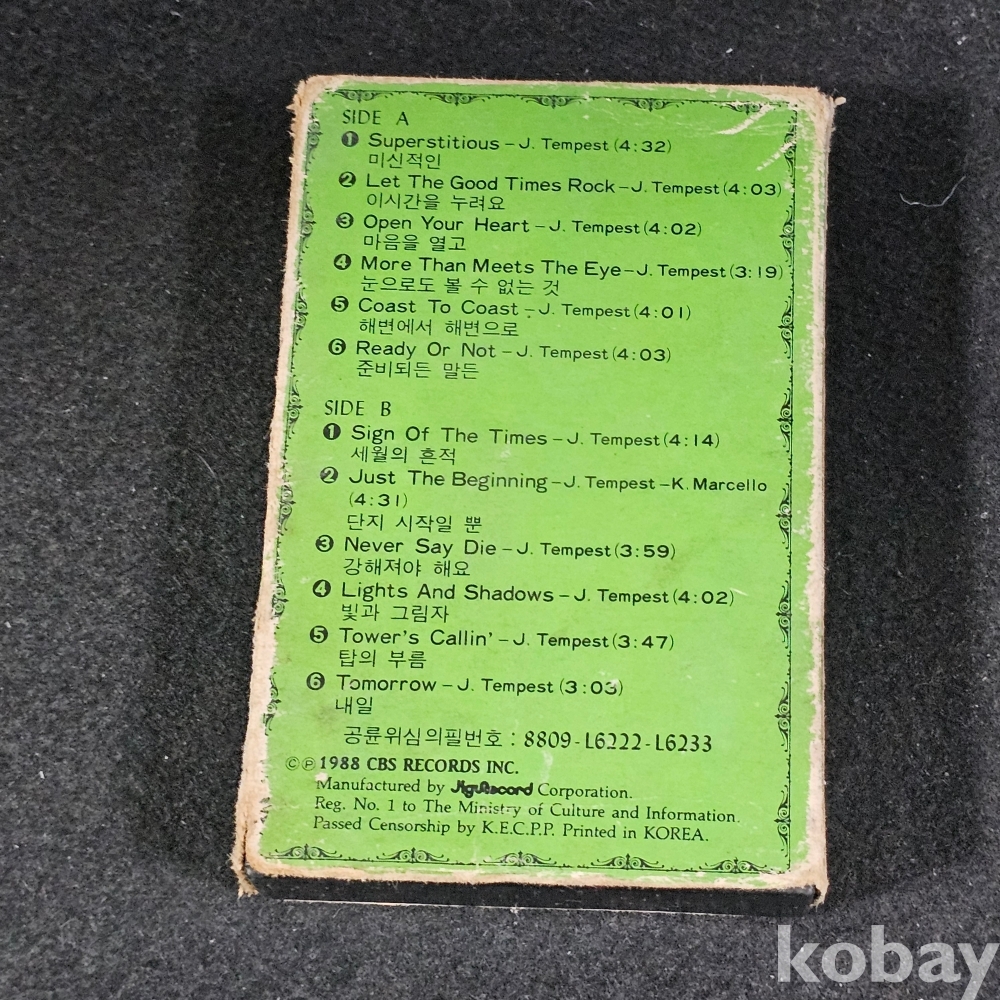 SIDE A
❶ Superstitious – J. Tempest (4:32)
미신적인
❷ Let The Good Times Rock – J. Tempest (4:03)
이시간을 누려요
❸ Open Your Heart – J. Tempest (4:02)
마음을 열고
❹ More Than Meets The Eye – J. Tempest (3:19)
눈으로도 볼 수 없는 것
❺ Coast To Coast – J. Tempest (4:01)
해변에서 해변으로
❻ Ready Or Not – J. Tempest (4:03)
준비되든 말든
SIDE B
❶ Sign Of The Times – J. Tempest (4:14)
세월의 흔적
❷ Just The Beginning – J. Tempest – K. Marcello
(4:31)
단지 시작일 뿐
❸ Never Say Die – J. Tempest (3:59)
강해져야 해요
❹ Lights And Shadows – J. Tempest (4:02)
빛과 그림자
❺ Tower's Callin' – J. Tempest (3:47)
탑의 부름
❻ Tomorrow – J. Tempest (3:03)
내일
공륜위심의필번호 : 8809-L6222-L6233
©℗ 1988 CBS RECORDS INC.
Manufactured by Corporation.
Reg. No. 1 to The Ministry of Culture and Information.
Passed Censorship by K.E.C.P.P. Printed in KOREA.
kobay